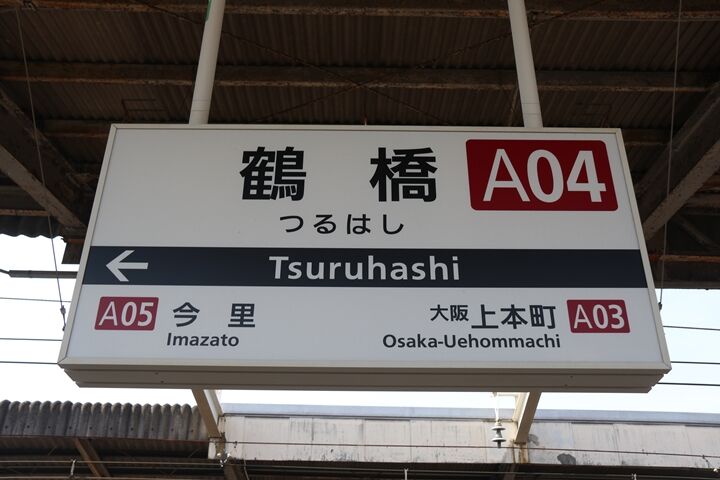 鶴橋 A04
つるはし
← Tsuruhashi
A05 今里 大阪上本町 A03
Imazato Osaka-Uehommachi